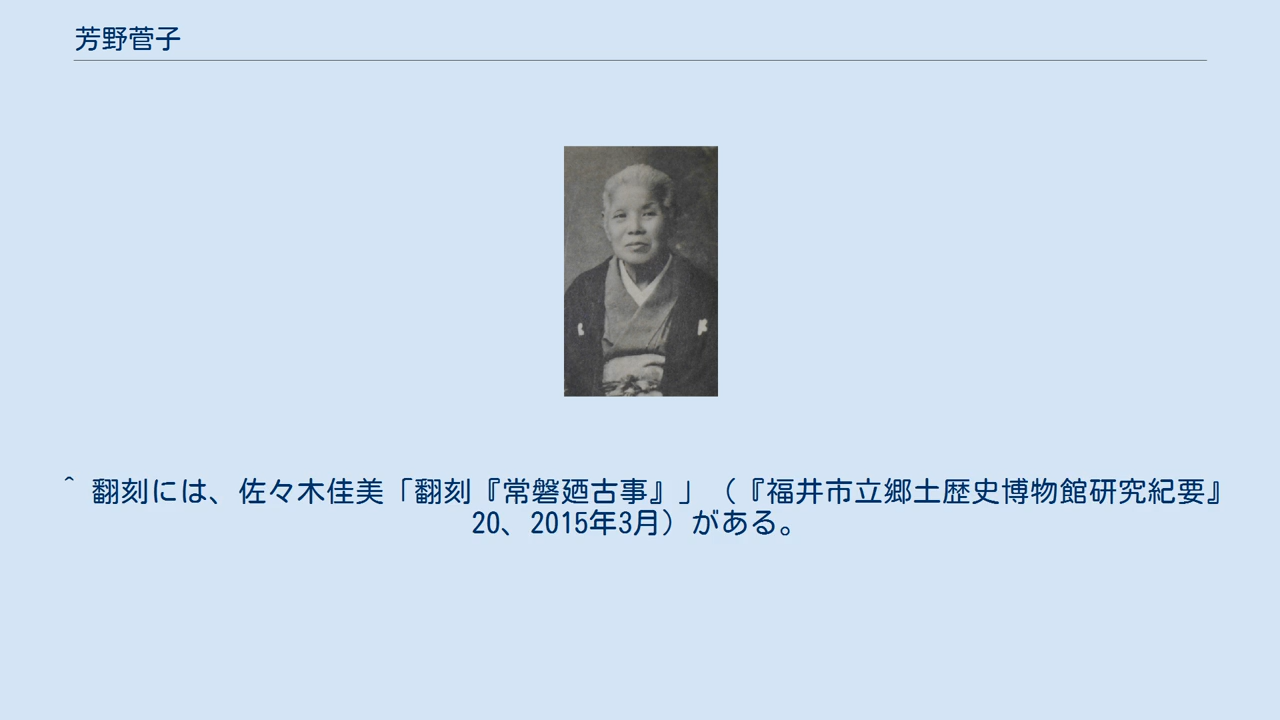 芳野菅子
^ 翻刻には、佐々木佳美「翻刻『常磐廼古事』」（『福井市立郷土歴史博物館研究紀要』
20、2015年3月）がある。